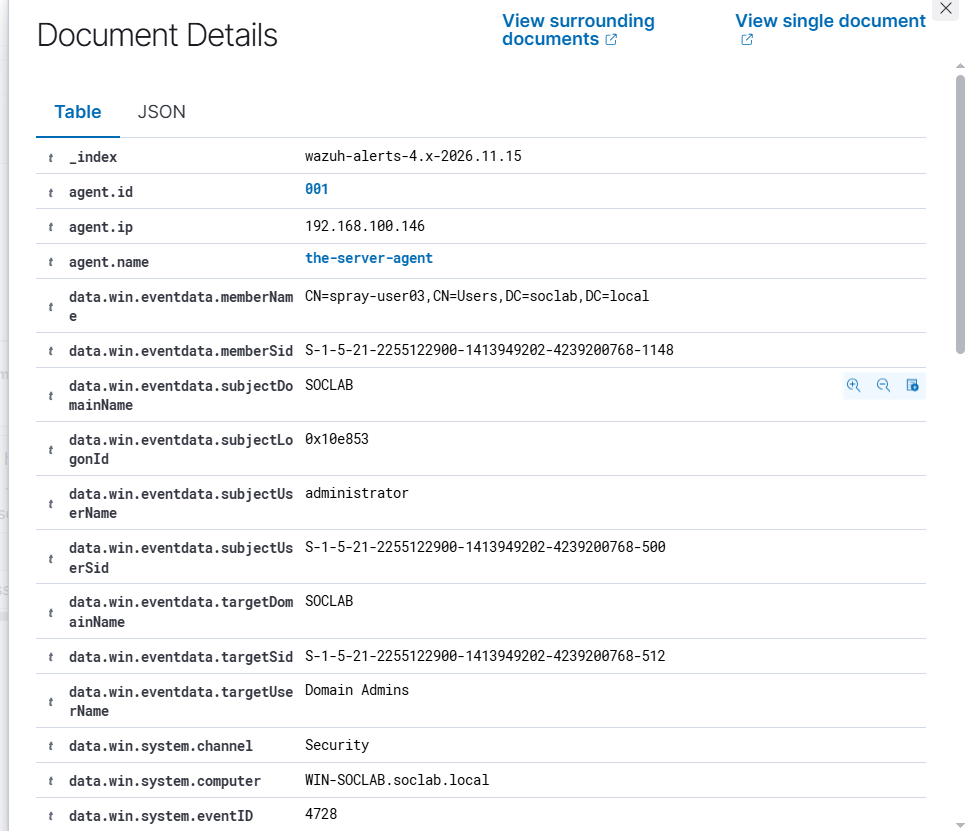 Document Details
View surrounding
documents
View single document
Table
JSON
t _index wazuh-alerts-4.x-2026.11.15
t agent.id 001
t agent.ip 192.168.100.146
t agent.name the-server-agent
t data.win.eventdata.memberNam CN=spray-user03,CN=Users,DC=soclab,DC=local
e
t data.win.eventdata.memberSid S-1-5-21-2255122900-1413949202-4239200768-1148
t data.win.eventdata.subjectDo SOCLAB
mainName
t data.win.eventdata.subjectLo 0x10e853
gonId
t data.win.eventdata.subjectUs administrator
erName
t data.win.eventdata.subjectUs S-1-5-21-2255122900-1413949202-4239200768-500
erSid
t data.win.eventdata.targetDom SOCLAB
ainName
t data.win.eventdata.targetSid S-1-5-21-2255122900-1413949202-4239200768-512
t data.win.eventdata.targetUse Domain Admins
rName
t data.win.system.channel Security
t data.win.system.computer WIN-SOCLAB.soclab.local
t data.win.system.eventID 4728